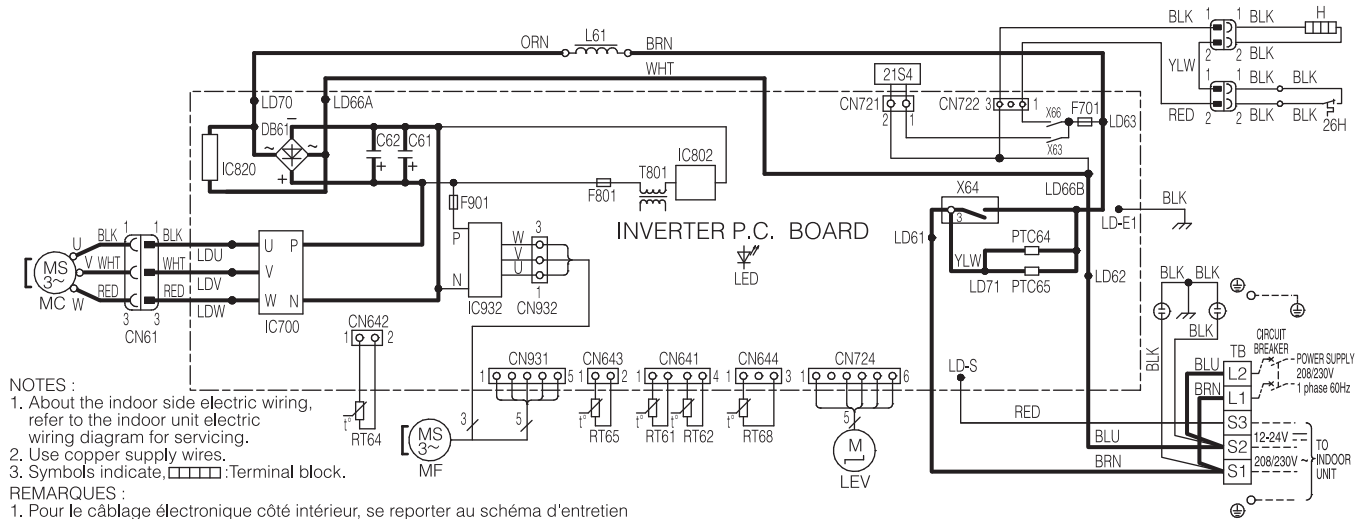 ORN
L61
BRN
WHT
BLK 1 1 BLK H
2 2 BLK
YLW
1 1 BLK BLK
RED 2 2 BLK BLK
26H
21S4
CN721
2 1
CN722 3 1
X66
F701
X63
LD63
LD70
LD66A
DB61
IC820
C62
C61
T801
IC802
F801
F901
X64
3
LD66B
LD61
YLW
PTC64
LD71
PTC65
LD62
LD-E1
BLK
INVERTER P.C. BOARD
LED
U BLK 1 1 BLK LDU U P
V WHT WHT LDV V
W RED 3 3 RED LDW W N
MS
3~
MC
CN61
IC700
P
N
IC932
W
V
U
3
1
CN932
CN642
1 2
t°
RT64
CN931
1 5
3
5
MS
3~
MF
CN643
1 2
t°
RT65
CN641
1 4
t°
RT61
RT62
CN644
1 3
t°
RT68
CN724
1 6
5
M
LEV
LD-S
RED
BLU
BRN
BLK BLK
BLK
BLK
TB
BLU L2
BRN L1
S3
S2
S1
CIRCUIT
BREAKER
POWER SUPPLY
208/230V
1 phase 60Hz
12-24V
208/230V ~
TO
INDOOR
UNIT
NOTES :
1. About the indoor side electric wiring,
refer to the indoor unit electric
wiring diagram for servicing.
2. Use copper supply wires.
3. Symbols indicate, :Terminal block.
REMARQUES :
1. Pour le câblage électronique côté intérieur, se reporter au schéma d'entretien